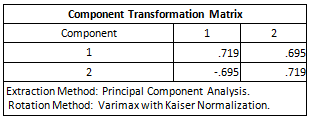 Component Transformation Matrix
Component 1 2
1 .719 .695
2 -.695 .719
Extraction Method: Principal Component Analysis.
Rotation Method: Varimax with Kaiser Normalization.